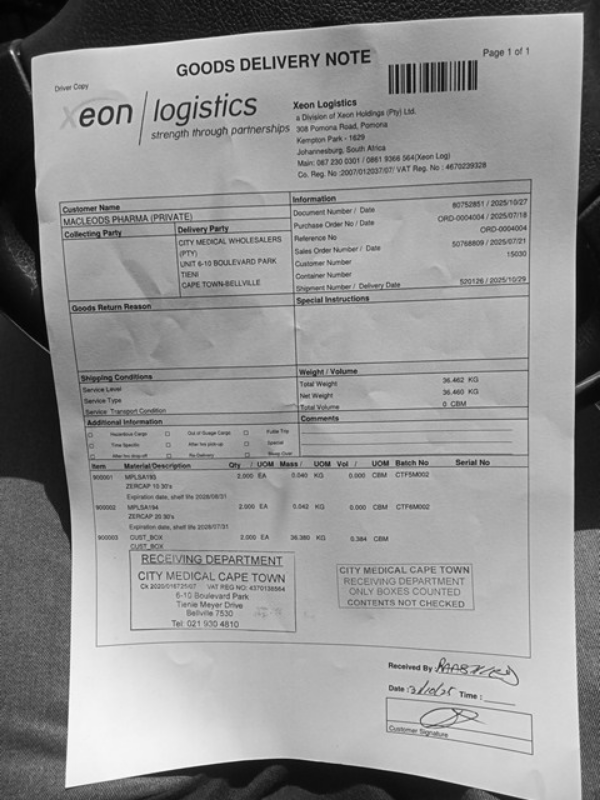 GOODS DELIVERY NOTE
Page 1 of 1
Driver Copy
xeon logistics
strength through partnerships
Xeon Logistics
a Division of Xeon Holdings (Pty) Ltd.
308 Pomona Road, Pomona
Kempton Park - 1629
Johannesburg, South Africa
Main: 087 230 0301 / 0861 9366 564(Xeon Log)
Co. Reg. No :2007/012037/07/ VAT Reg. No : 4670239328
Customer Name
MACLEODS PHARMA (PRIVATE)
Collecting Party
Delivery Party
CITY MEDICAL WHOLESALERS
(PTY)
UNIT 6-10 BOULEVARD PARK
TIENI
CAPE TOWN-BELLVILLE
Information
Document Number / Date 80752851 / 2025/10/27
Purchase Order No / Date ORD-0004004 / 2025/07/18
Reference No ORD-0004004
Sales Order Number / Date 50768809 / 2025/07/21
Customer Number 15030
Container Number
Shipment Number / Delivery Date 520126 / 2025/10/29
Goods Return Reason
Special Instructions
Shipping Conditions
Service Level
Service Type
Service Transport Condition
Weight / Volume
Total Weight 36.462 KG
Net Weight 36.460 KG
Total Volume 0 CBM
Additional Information
Hazardous Cargo
Out of Guage Cargo
Futile Trip
Time Specific
After hrs pick-up
Special
After hrs drop-off
Re-Delivery
Comments
Item Material/Description Qty / UOM Mass / UOM Vol / UOM Batch No Serial No
900001 MPLSA195 2.000 EA 0.040 KG 0.000 CBM CTF5M002
ZERCAP 10 30's
Expiration date, shelf life 2028/08/31
900002 MPLSA194 2.000 EA 0.042 KG 0.000 CBM CTF6M002
ZERCAP 20 30's
Expiration date, shelf life 2028/07/31
900003 CUST_BOX 2.000 EA 36.380 KG 0.384 CBM
CUST_BOX
RECEIVING DEPARTMENT
CITY MEDICAL CAPE TOWN
VAT REG NO: 4370138564
6-10 Boulevard Park
Tienie Meyer Drive
Bellville 7530
Tel: 021 930 4810
CITY MEDICAL CAPE TOWN
RECEIVING DEPARTMENT
ONLY BOXES COUNTED
CONTENTS NOT CHECKED
Received By
Date : Time :
Customer Signature